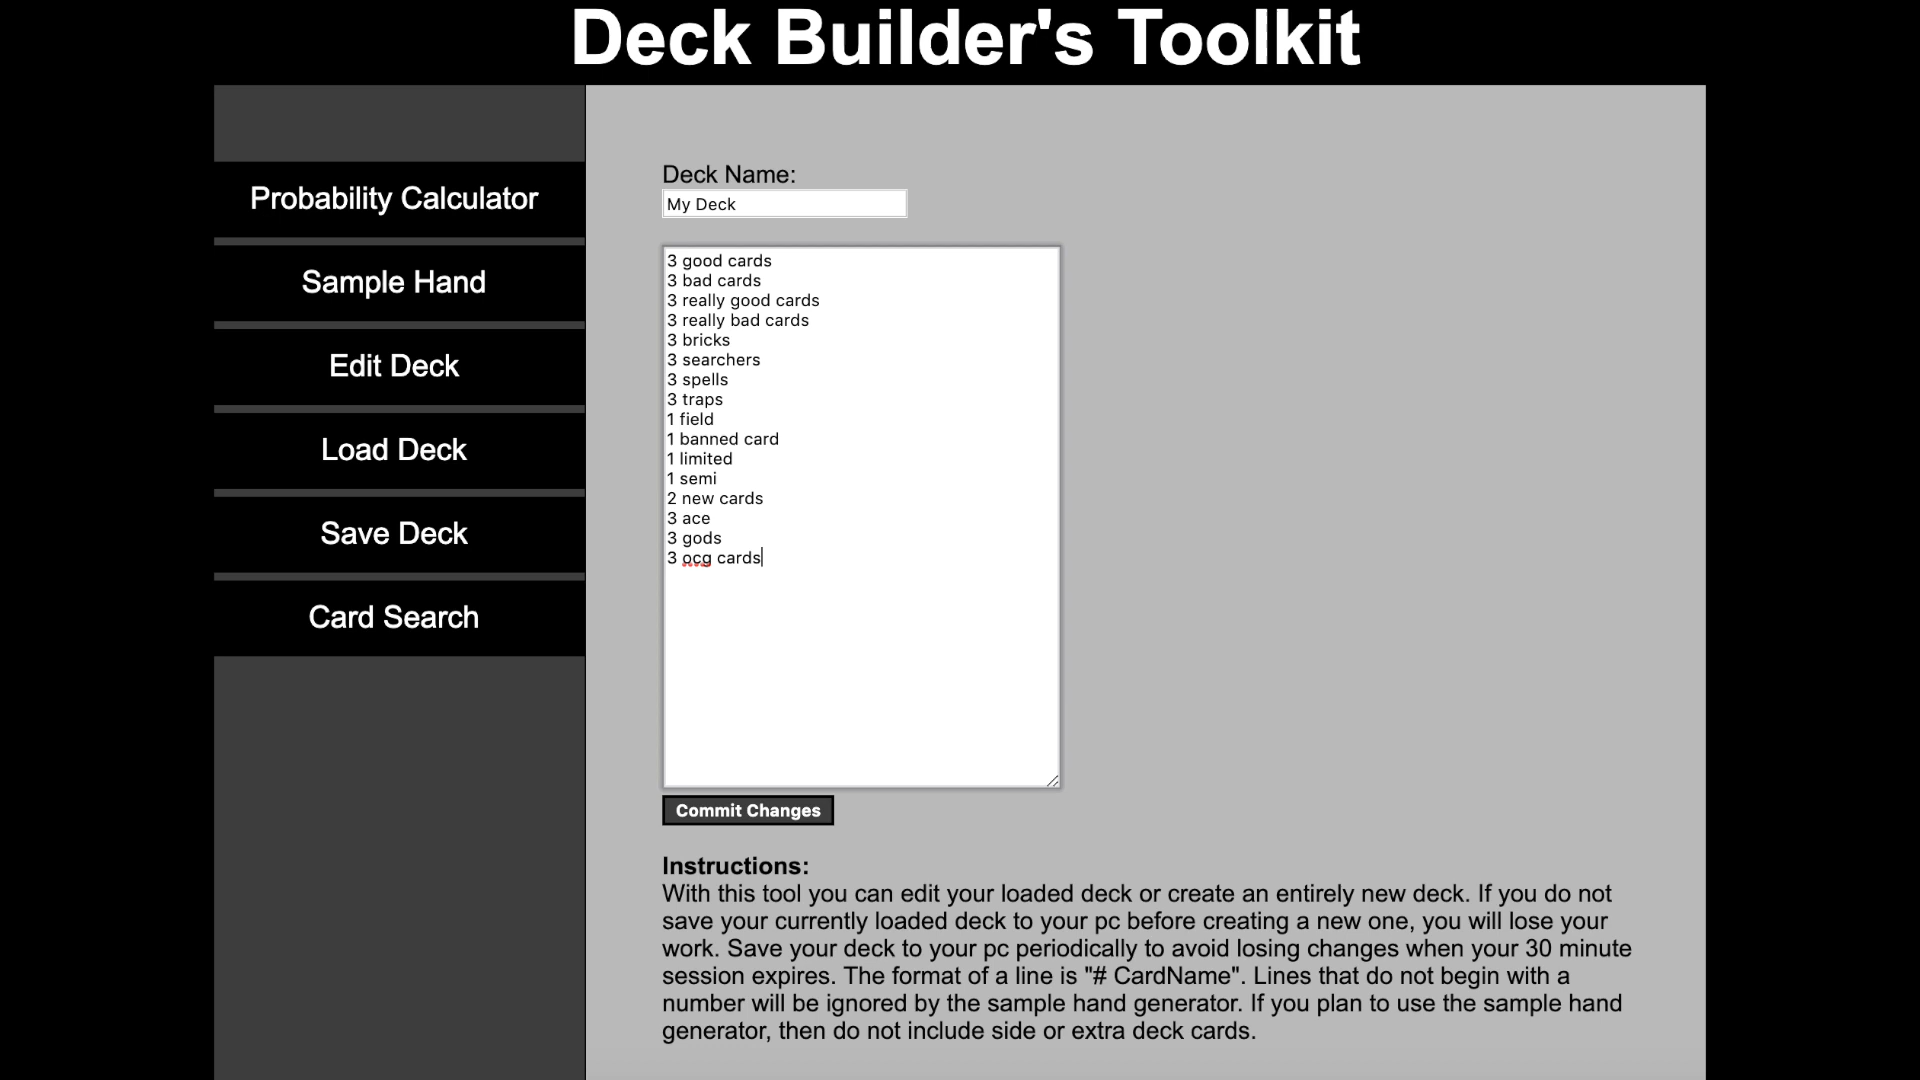 Deck Builder's Toolkit
Probability Calculator
Sample Hand
Edit Deck
Load Deck
Save Deck
Card Search
Deck Name:
My Deck
3 good cards
3 bad cards
3 really good cards
3 really bad cards
3 bricks
3 searchers
3 spells
3 traps
1 field
1 banned card
1 limited
1 semi
2 new cards
3 ace
3 gods
3 ocg cards
Commit Changes
Instructions:
With this tool you can edit your loaded deck or create an entirely new deck. If you do not
save your currently loaded deck to your pc before creating a new one, you will lose your
work. Save your deck to your pc periodically to avoid losing changes when your 30 minute
session expires. The format of a line is "# CardName". Lines that do not begin with a
number will be ignored by the sample hand generator. If you plan to use the sample hand
generator, then do not include side or extra deck cards.